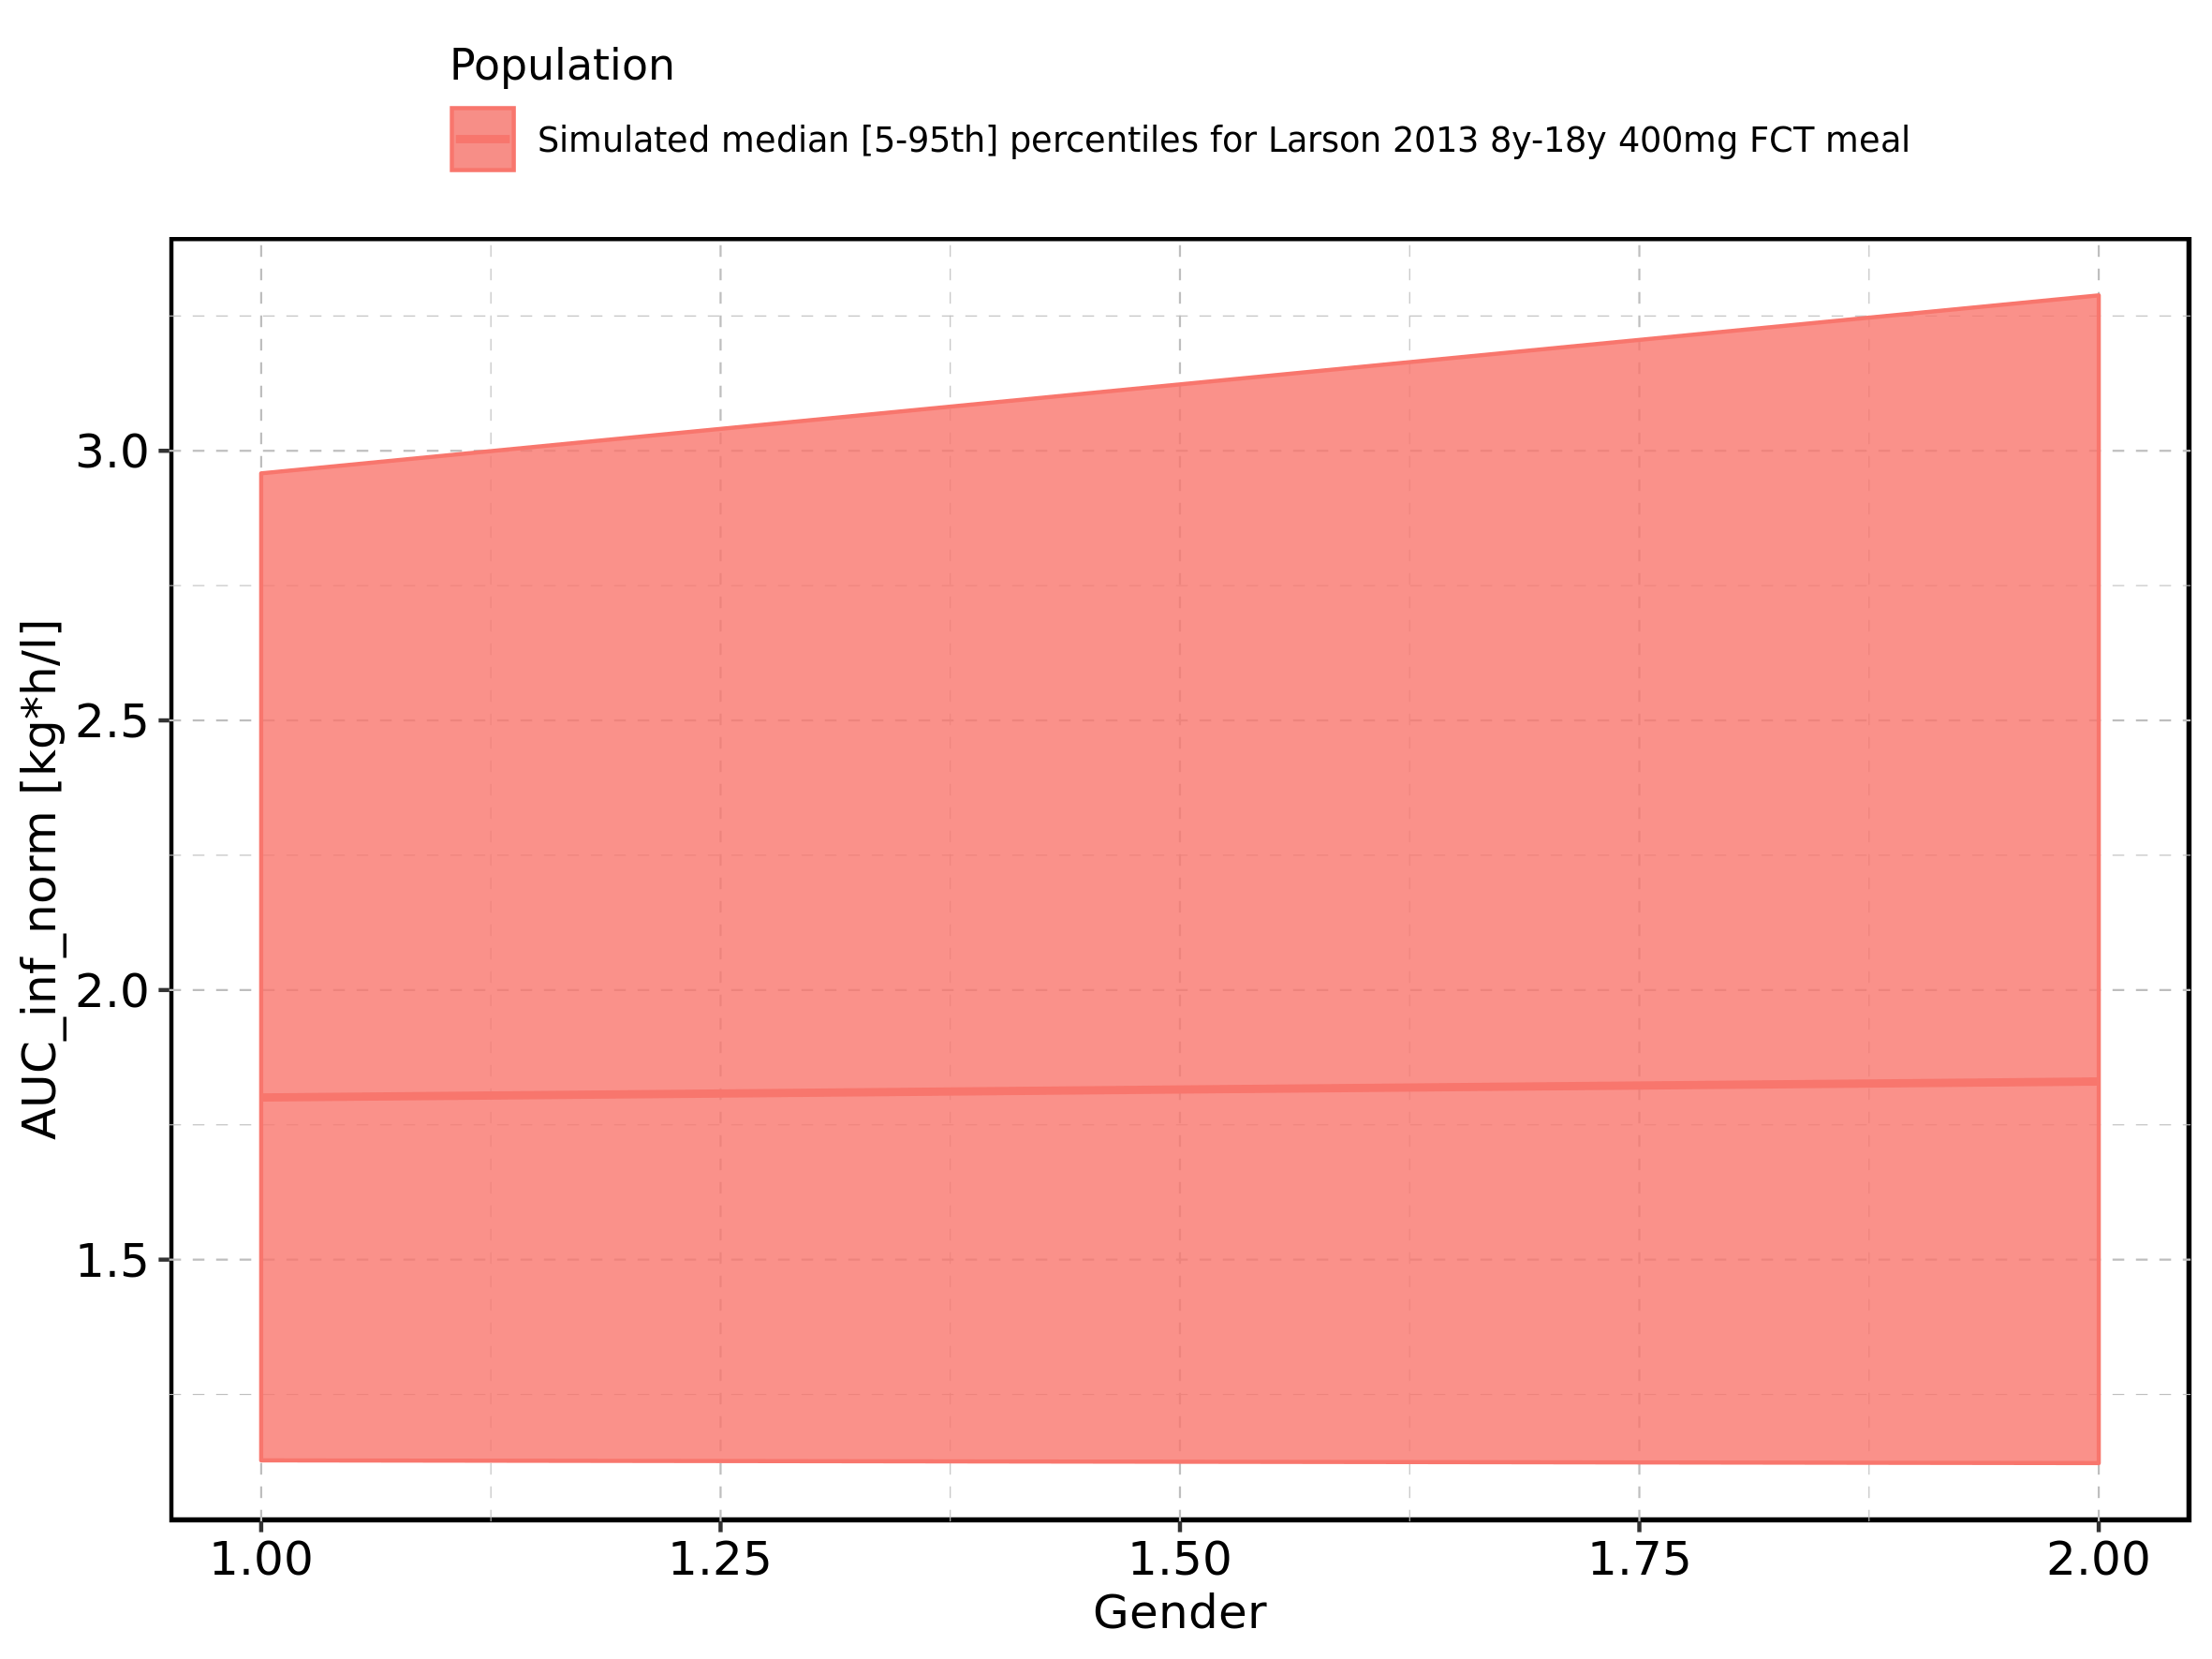 Population
Simulated median [5-95th] percentiles for Larson 2013 8y-18y 400mg FCT meal
AUC_inf_norm [kg*h/l]
3.0
2.5
2.0
1.5
1.00 1.25 1.50 1.75 2.00
Gender